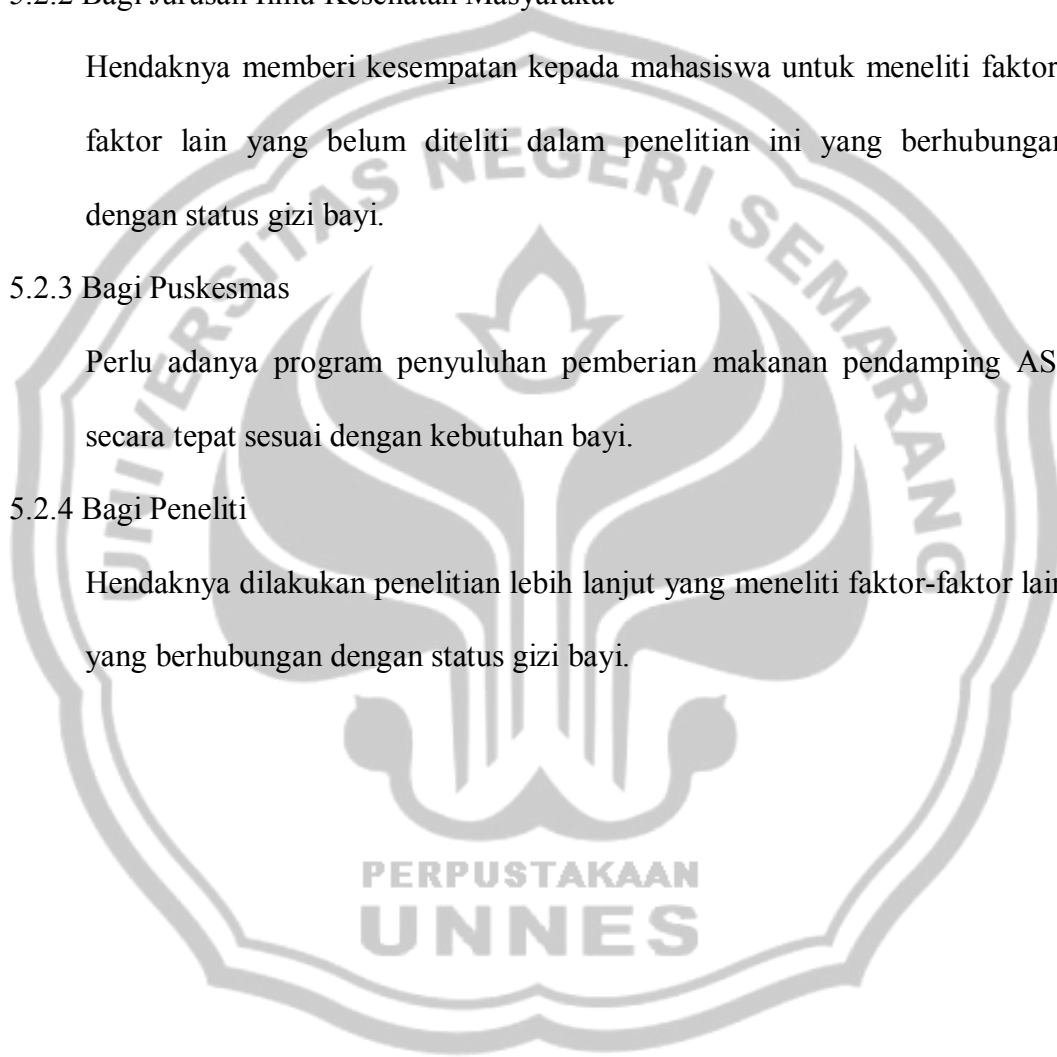 5.2.2 Bagi Jurusan Ilmu Kesehatan Masyarakat
Hendaknya memberi kesempatan kepada mahasiswa untuk meneliti faktor
faktor lain yang belum diteliti dalam penelitian ini yang berhubungan
dengan status gizi bayi.
5.2.3 Bagi Puskesmas
Perlu adanya program penyuluhan pemberian makanan pendamping AS
secara tepat sesuai dengan kebutuhan bayi.
5.2.4 Bagi Peneliti
Hendaknya dilakukan penelitian lebih lanjut yang meneliti faktor-faktor lain
yang berhubungan dengan status gizi bayi.
UNIVERSITAS NEGERI SEMARANG
PERPUSTAKAAN
UNNES